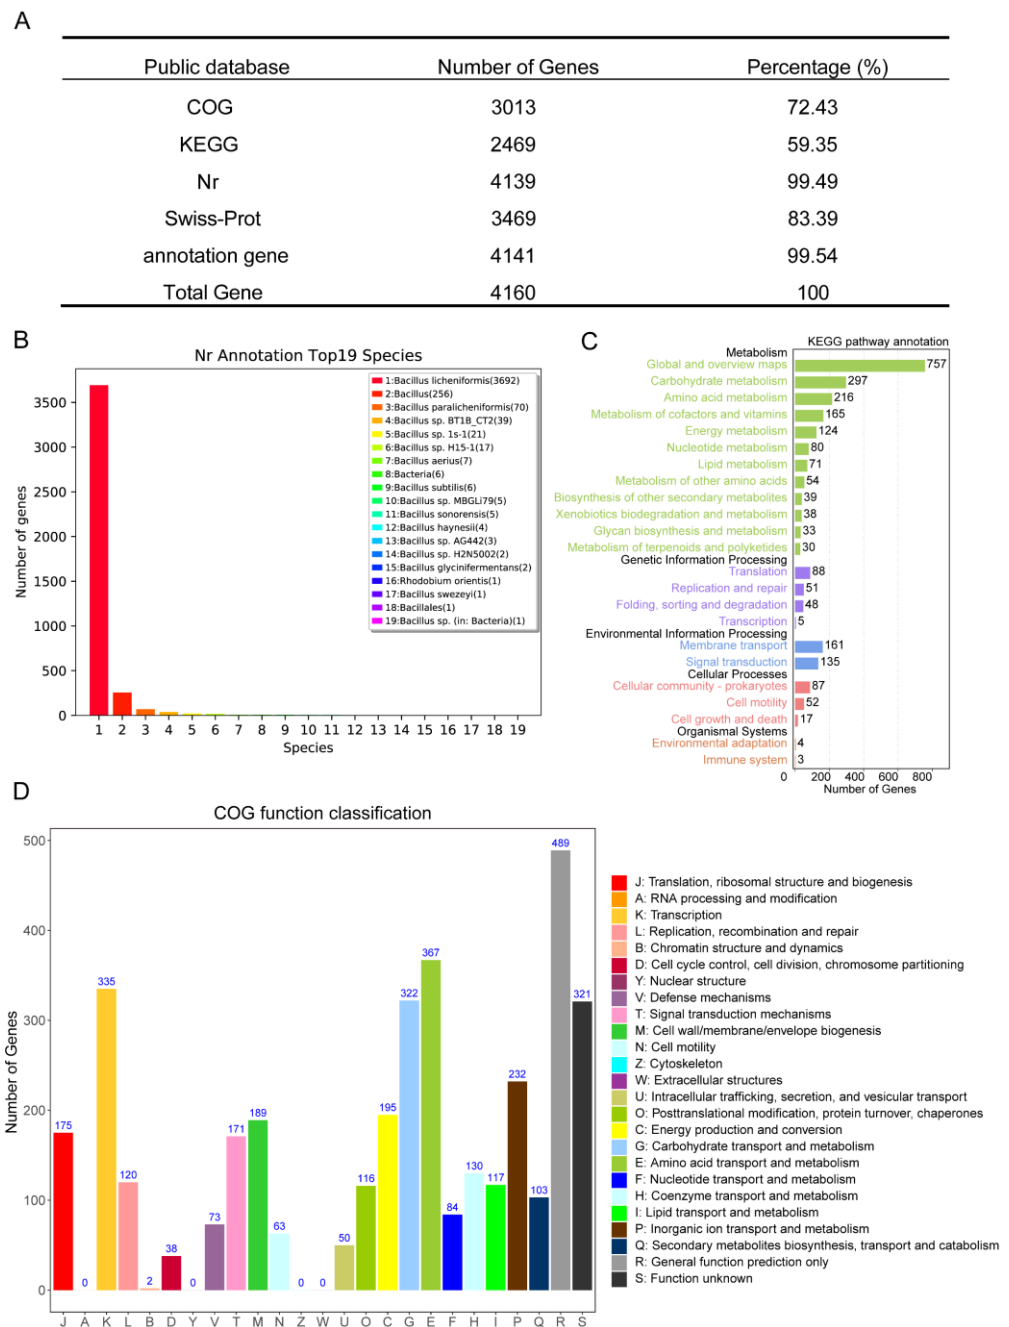 A
Public database Number of Genes Percentage (%)
COG 3013 72.43
KEGG 2469 59.35
Nr 4139 99.49
Swiss-Prot 3469 83.39
annotation gene 4141 99.54
Total Gene 4160 100
B
Nr Annotation Top19 Species
Number of genes
3500
3000
2500
2000
1500
1000
500
0
1:Bacillus licheniformis(3692)
2:Bacillus(256)
3:Bacillus paralicheniformis(70)
4:Bacillus sp. BT1B_CT2(39)
5:Bacillus sp. 1s-1(21)
6:Bacillus sp. H15-1(17)
7:Bacillus aerius(7)
8:Bacteria(6)
9:Bacillus subtilis(6)
10:Bacillus sp. MBGLi79(5)
11:Bacillus sonorensis(5)
12:Bacillus haynesii(4)
13:Bacillus sp. AG442(3)
14:Bacillus sp. H2N5002(2)
15:Bacillus glycinifermentans(2)
16:Rhodobium orientis(1)
17:Bacillus swezeyi(1)
18:Bacillales(1)
19:Bacillus sp. (in: Bacteria)(1)
1 2 3 4 5 6 7 8 9 10 11 12 13 14 15 16 17 18 19
Species
C
KEGG pathway annotation
Metabolism
Global and overview maps 757
Carbohydrate metabolism 297
Amino acid metabolism 216
Metabolism of cofactors and vitamins 165
Energy metabolism 124
Nucleotide metabolism 80
Lipid metabolism 71
Metabolism of other amino acids 54
Biosynthesis of other secondary metabolites 39
Xenobiotics biodegradation and metabolism 38
Glycan biosynthesis and metabolism 33
Metabolism of terpenoids and polyketides 30
Genetic Information Processing
Translation 88
Replication and repair 51
Folding, sorting and degradation 48
Transcription 5
Environmental Information Processing
Membrane transport 161
Signal transduction 135
Cellular Processes
Cellular community - prokaryotes 87
Cell motility 52
Cell growth and death 17
Organismal Systems
Environmental adaptation 4
Immune system 3
0 200 400 600 800
Number of Genes
D
COG function classification
Number of Genes
500
400
300
200
100
0
175 0 335 120 2 38 0 73 171 189 63 0 0 50 116 195 322 367 84 130 117 232 103 489 321
J A K L B D Y V T M N Z W U O C G E F H I P Q R S
J: Translation, ribosomal structure and biogenesis
A: RNA processing and modification
K: Transcription
L: Replication, recombination and repair
B: Chromatin structure and dynamics
D: Cell cycle control, cell division, chromosome partitioning
Y: Nuclear structure
V: Defense mechanisms
T: Signal transduction mechanisms
M: Cell wall/membrane/envelope biogenesis
N: Cell motility
Z: Cytoskeleton
W: Extracellular structures
U: Intracellular trafficking, secretion, and vesicular transport
O: Posttranslational modification, protein turnover, chaperones
C: Energy production and conversion
G: Carbohydrate transport and metabolism
E: Amino acid transport and metabolism
F: Nucleotide transport and metabolism
H: Coenzyme transport and metabolism
I: Lipid transport and metabolism
P: Inorganic ion transport and metabolism
Q: Secondary metabolites biosynthesis, transport and catabolism
R: General function prediction only
S: Function unknown